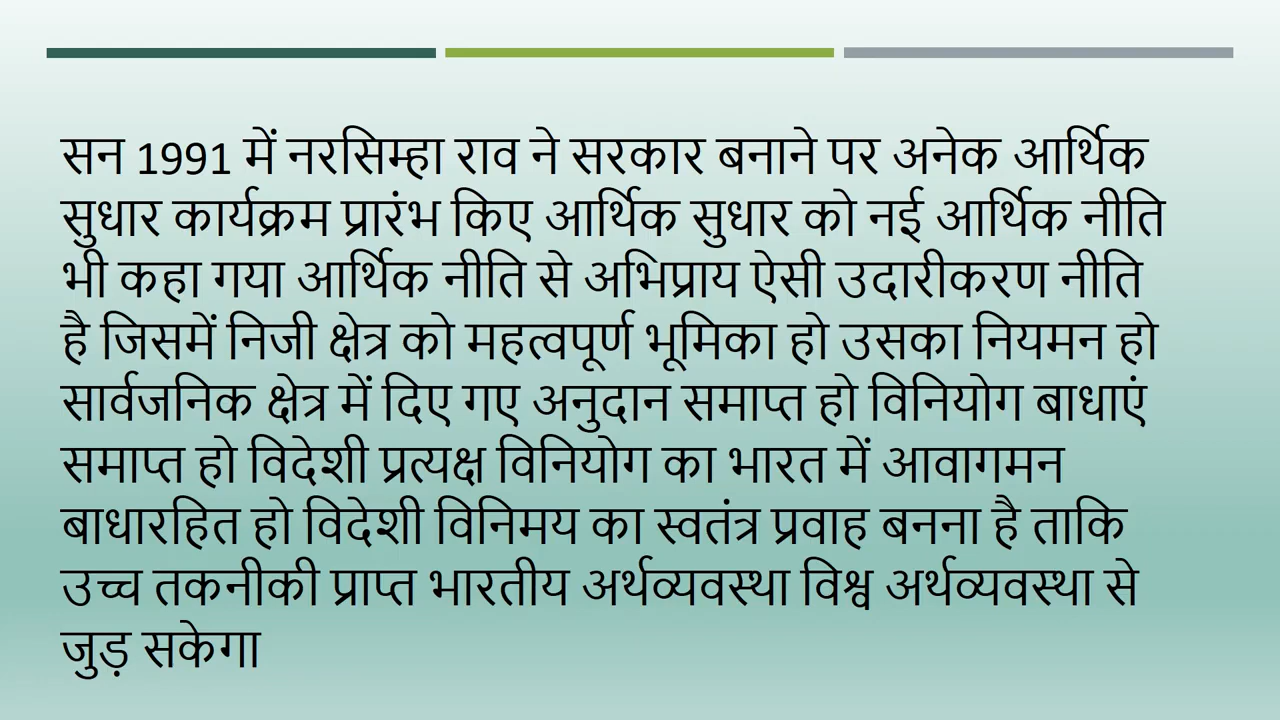 सन 1991 में नरसिम्हा राव ने सरकार बनाने पर अनेक आर्थिक
सुधार कार्यक्रम प्रारंभ किए आर्थिक सुधार को नई आर्थिक नीति
भी कहा गया आर्थिक नीति से अभिप्राय ऐसी उदारीकरण नीति
है जिसमें निजी क्षेत्र को महत्वपूर्ण भूमिका हो उसका नियमन हो
सार्वजनिक क्षेत्र में दिए गए अनुदान समाप्त हो विनियोग बाधाएं
समाप्त हो विदेशी प्रत्यक्ष विनियोग का भारत में आवागमन
बाधारहित हो विदेशी विनिमय का स्वतंत्र प्रवाह बनना है ताकि
उच्च तकनीकी प्राप्त भारतीय अर्थव्यवस्था विश्व अर्थव्यवस्था से
जुड़ सकेगा